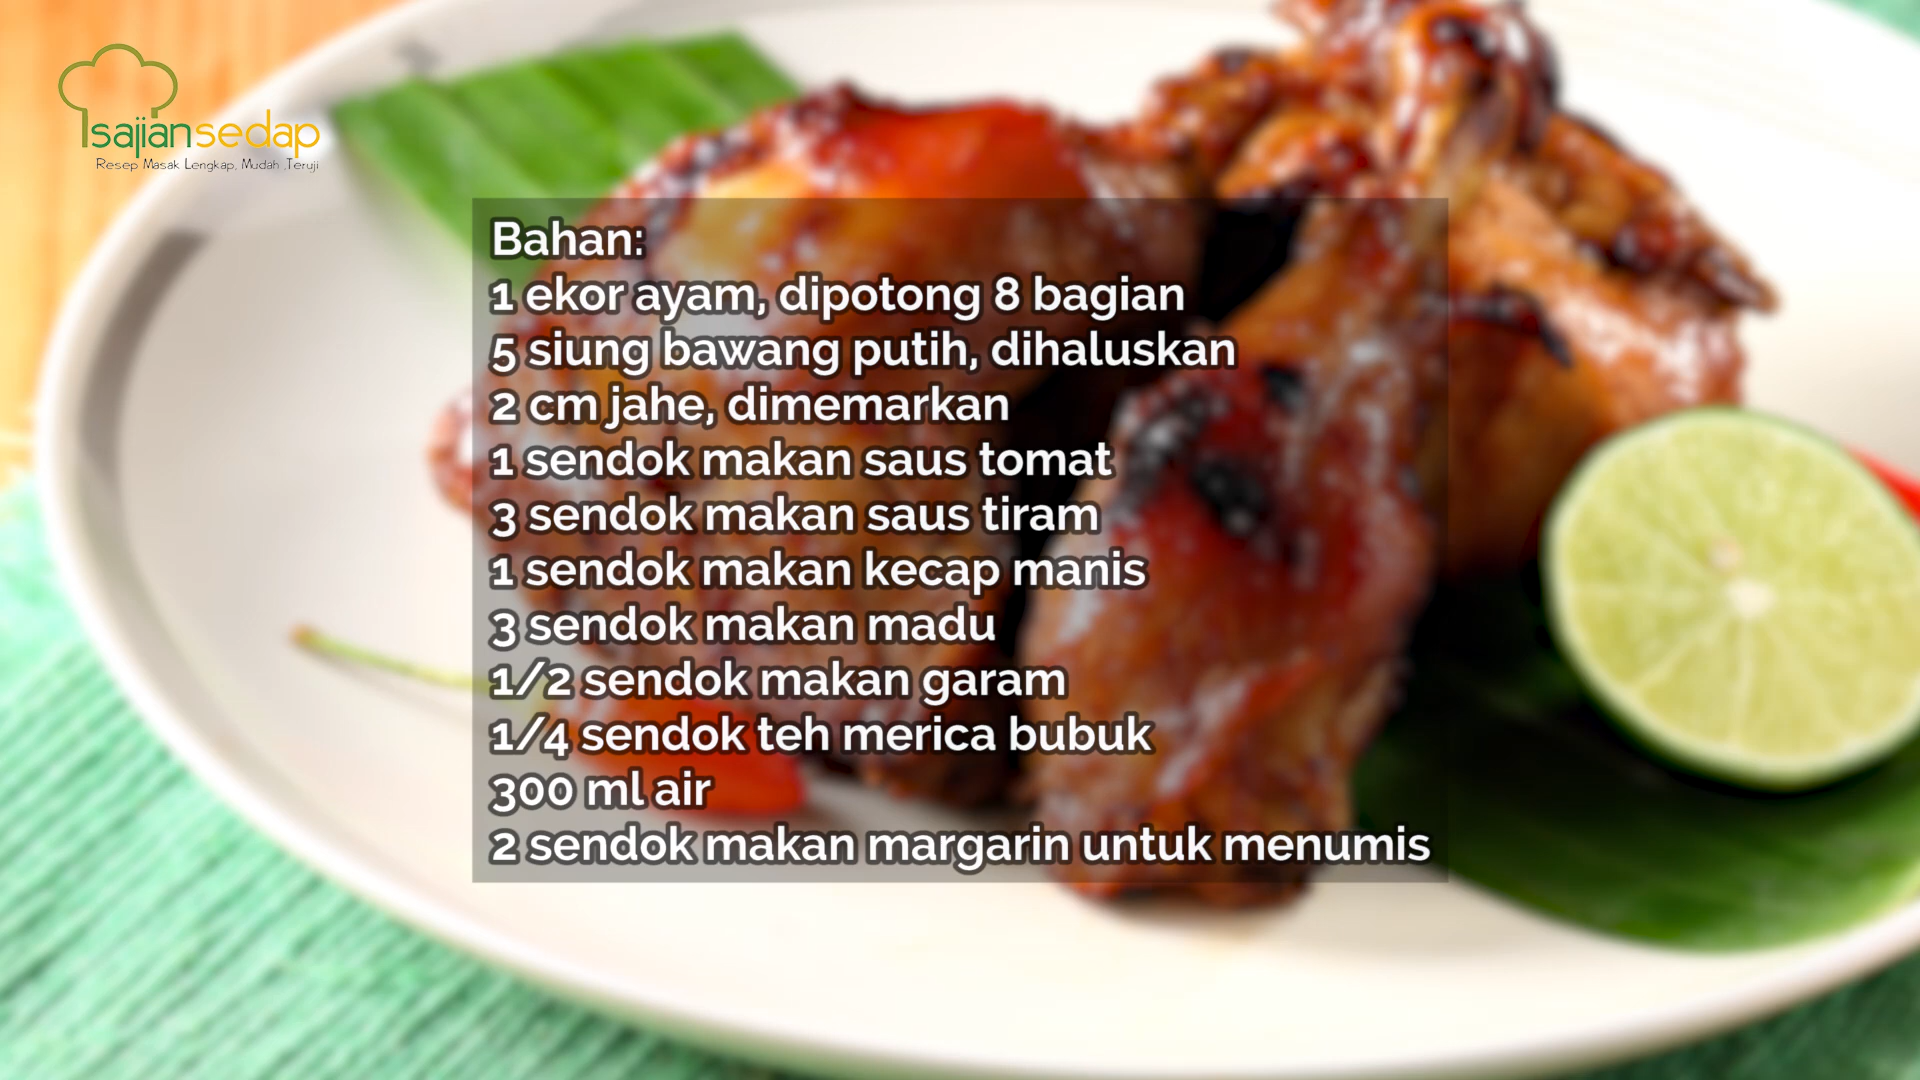 sajiansedap
Resep Masak Lengkap, Mudah ,Teruji
Bahan:
1 ekor ayam, dipotong 8 bagian
5 siung bawang putih, dihaluskan
2 cm jahe, dimemarkan
1 sendok makan saus tomat
3 sendok makan saus tiram
1 sendok makan kecap manis
3 sendok makan madu
1/2 sendok makan garam
1/4 sendok teh merica bubuk
300 ml air
2 sendok makan margarin untuk menumis